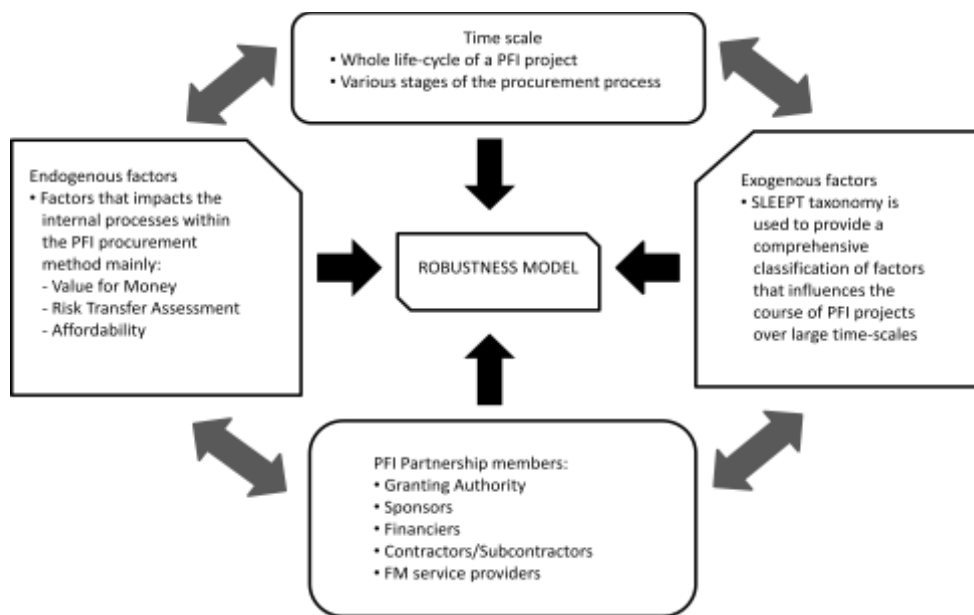 Time scale
• Whole life-cycle of a PFI project
• Various stages of the procurement process
Endogenous factors
• Factors that impacts the
internal processes within
the PFI procurement
method mainly:
- Value for Money
- Risk Transfer Assessment
- Affordability
ROBUSTNESS MODEL
Exogenous factors
• SLEEPT taxonomy is
used to provide a
comprehensive
classification of factors
that influences the
course of PFI projects
over large time-scales
PFI Partnership members:
• Granting Authority
• Sponsors
• Financiers
• Contractors/Subcontractors
• FM service providers